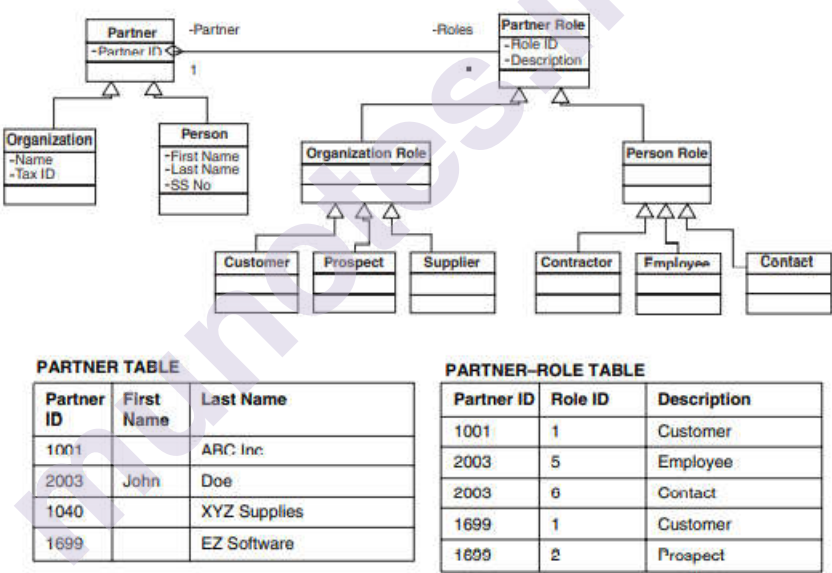 Partner
-Partner ID
-Partner
1
-Roles
*
Partner Role
-Role ID
-Description
Organization
-Name
-Tax ID
Person
-First Name
-Last Name
-SS No
Organization Role
Person Role
Customer
Prospect
Supplier
Contractor
Employee
Contact
PARTNER TABLE
Partner ID First Name Last Name
1001 ABC Inc
2003 John Doe
1040 XYZ Supplies
1699 EZ Software
PARTNER–ROLE TABLE
Partner ID Role ID Description
1001 1 Customer
2003 5 Employee
2003 6 Contact
1699 1 Customer
1699 2 Prospect